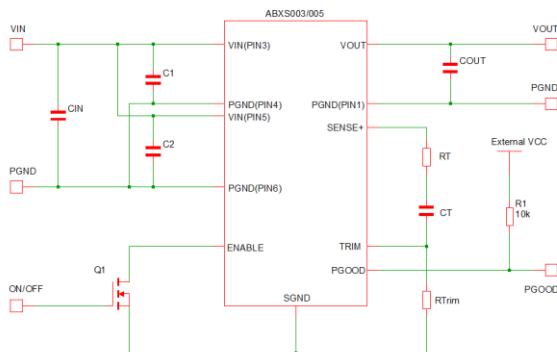 ABXS003/005
VIN
VIN(PIN3)
VOUT
VOUT
C1
COUT
CIN
PGND(PIN4)
PGND(PIN1)
PGND
VIN(PIN5)
SENSE+
C2
RT
External VCC
PGND
PGND(PIN6)
R1
10k
CT
ENABLE
TRIM
Q1
PGOOD
ON/OFF
PGOOD
SGND
RTrim